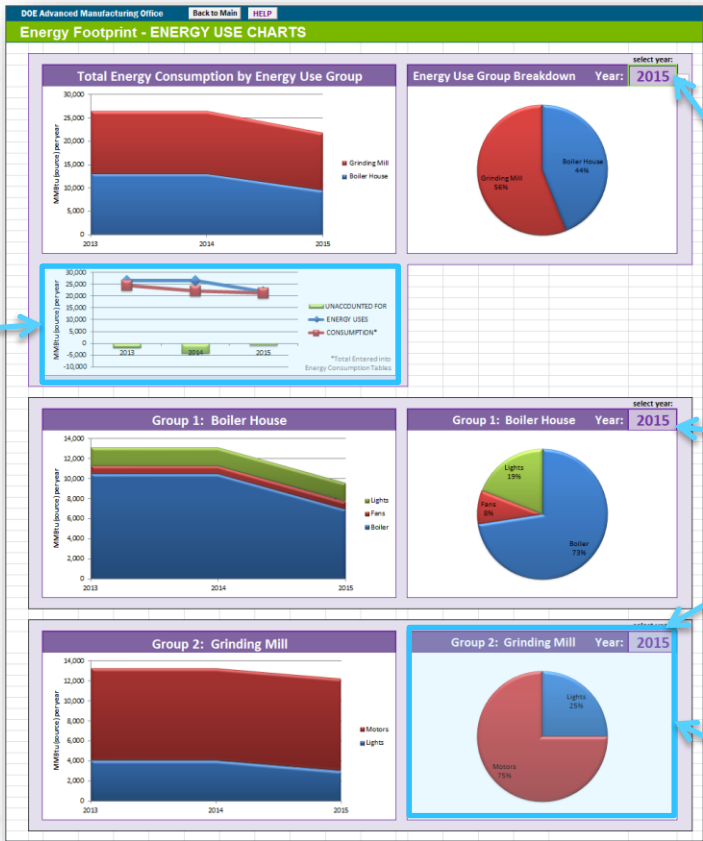 DOE Advanced Manufacturing Office Back to Main HELP
Energy Footprint - ENERGY USE CHARTS
select year:
Total Energy Consumption by Energy Use Group
Energy Use Group Breakdown Year: 2015
MMBtu (source) per year
30,000
25,000
20,000
15,000
10,000
5,000
0
2013 2014 2015
Grinding Mill
Boiler House
Boiler House
44%
Grinding Mill
56%
MMBtu (source) per year
30,000
25,000
20,000
15,000
10,000
5,000
0
-5,000
-10,000
2013 2014 2015
UNACCOUNTED FOR
ENERGY USES
CONSUMPTION*
*Total Entered into
Energy Consumption Tables
select year:
Group 1: Boiler House
Group 1: Boiler House Year: 2015
MMBtu (source) per year
14,000
12,000
10,000
8,000
6,000
4,000
2,000
0
2013 2014 2015
Lights
Fans
Boiler
Lights
19%
Fans
8%
Boiler
73%
select year:
Group 2: Grinding Mill
Group 2: Grinding Mill Year: 2015
MMBtu (source) per year
14,000
12,000
10,000
8,000
6,000
4,000
2,000
0
2013 2014 2015
Motors
Lights
Lights
25%
Motors
75%